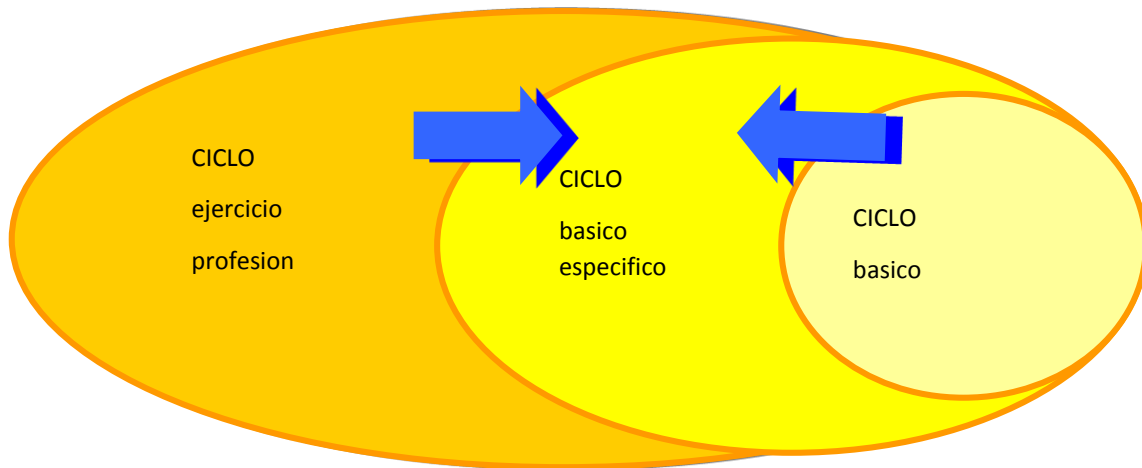 CICLO
ejercicio
profesion
CICLO
basico
especifico
CICLO
basico